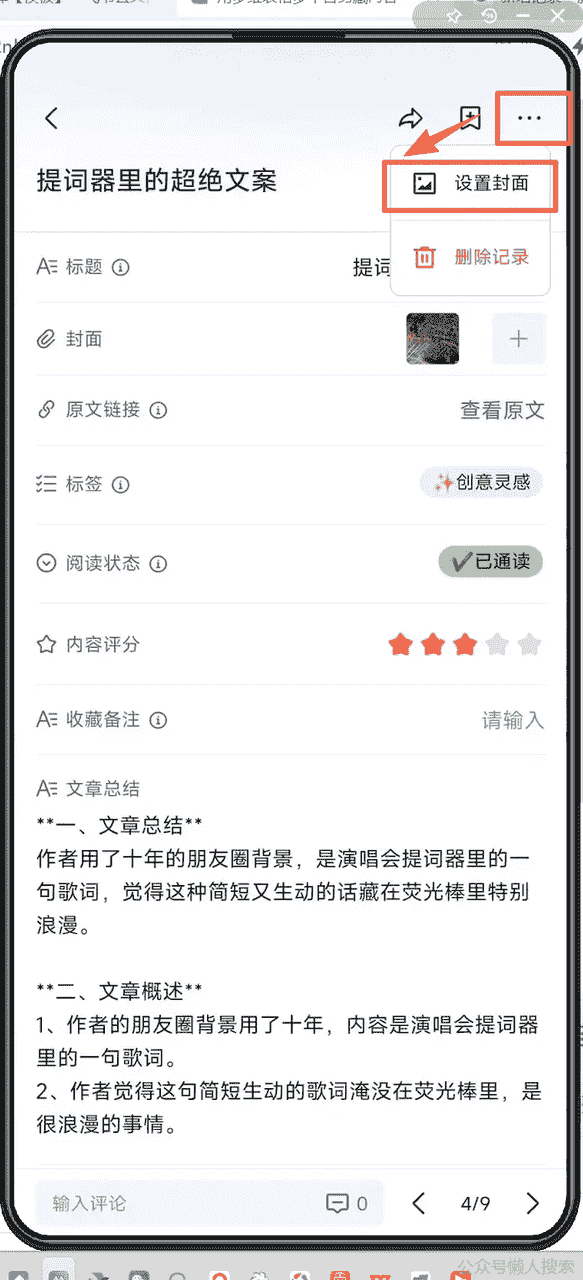 提词器里的超绝文案
设置封面
删除记录
标题
提词
封面
原文链接
查看原文
标签
创意灵感
阅读状态
已通读
内容评分
收藏备注
请输入
文章总结
**一、文章总结**
作者用了十年的朋友圈背景，是演唱会提词器里的一
句歌词，觉得这种简短又生动的话藏在荧光棒里特别
浪漫。
**二、文章概述**
1、作者的朋友圈背景用了十年，内容是演唱会提词器
里的一句歌词。
2、作者觉得这句简短生动的歌词淹没在荧光棒里，是
很浪漫的事情。
输入评论
0
4/9
公众号懒人搜索